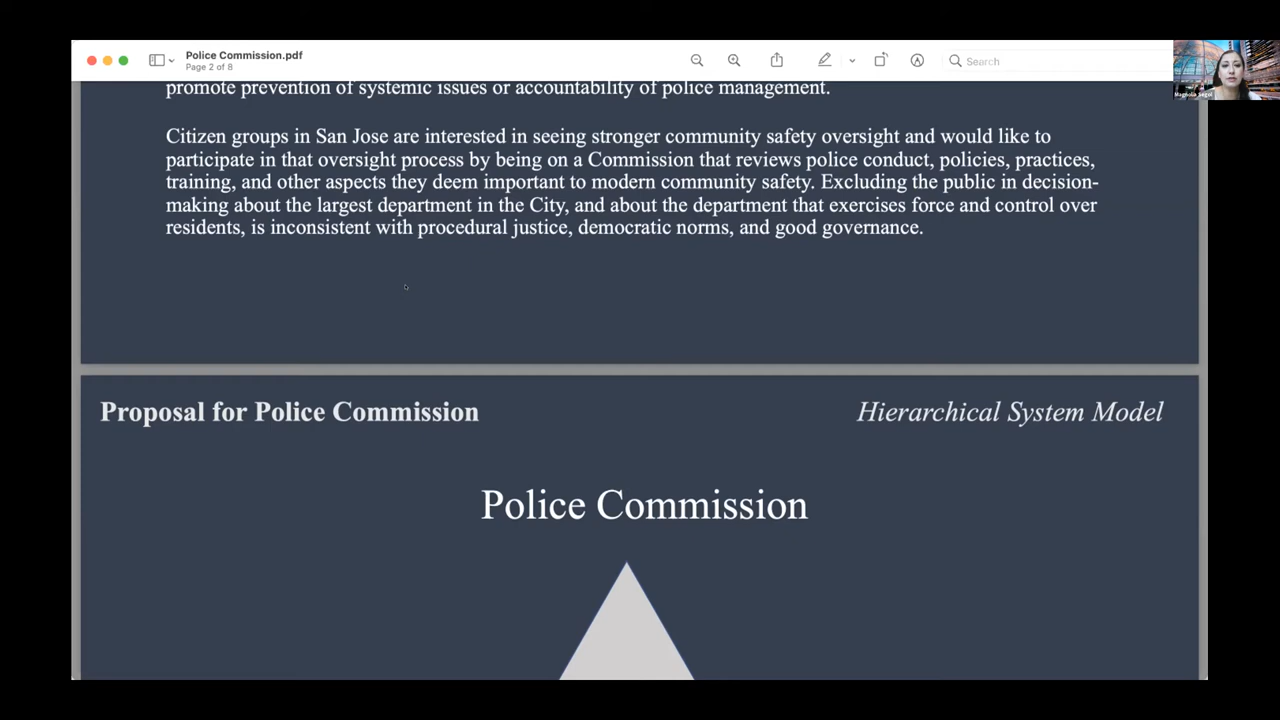 Police Commission.pdf
Page 2 of 8
Search
promote prevention of systemic issues or accountability of police management.
Citizen groups in San Jose are interested in seeing stronger community safety oversight and would like to
participate in that oversight process by being on a Commission that reviews police conduct, policies, practices,
training, and other aspects they deem important to modern community safety. Excluding the public in decision-
making about the largest department in the City, and about the department that exercises force and control over
residents, is inconsistent with procedural justice, democratic norms, and good governance.
Proposal for Police Commission
Hierarchical System Model
Police Commission